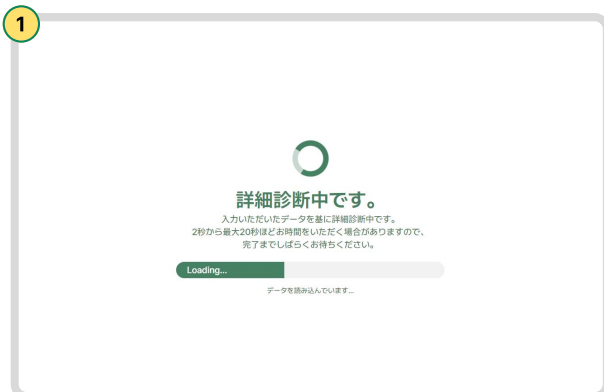 1
詳細診断中です。
入力いただいたデータを基に詳細診断中です。
2秒から最大20秒ほどお時間をいただく場合がありますので、
完了までしばらくお待ちください。
Loading...
データを読み込んでいます...